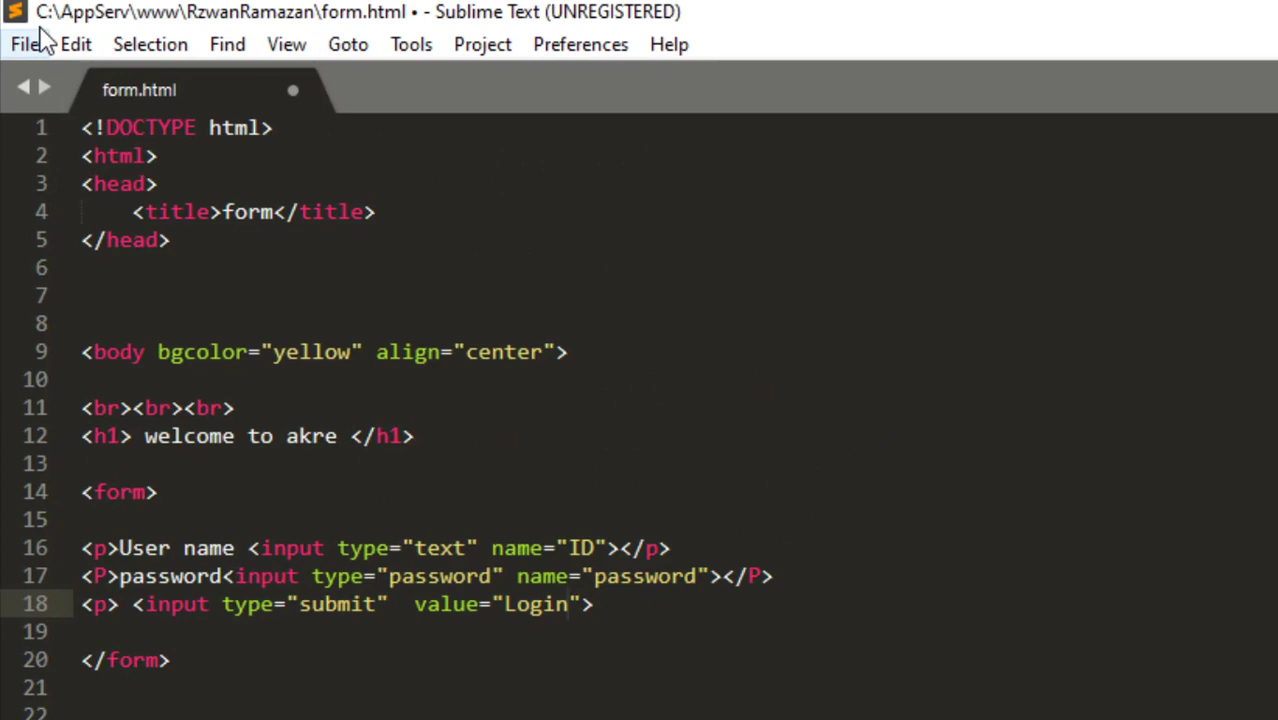 C:\AppServ\www\RzwanRamazan\form.html • - Sublime Text (UNREGISTERED)
File Edit Selection Find View Goto Tools Project Preferences Help
form.html
1 <!DOCTYPE html>
2 <html>
3 <head>
4 <title>form</title>
5 </head>
6
7
8
9 <body bgcolor="yellow" align="center">
10
11 <br><br><br>
12 <h1> welcome to akre </h1>
13
14 <form>
15
16 <p>User name <input type="text" name="ID"></p>
17 <P>password<input type="password" name="password"></P>
18 <p> <input type="submit"  value="Login">
19
20 </form>
21
22